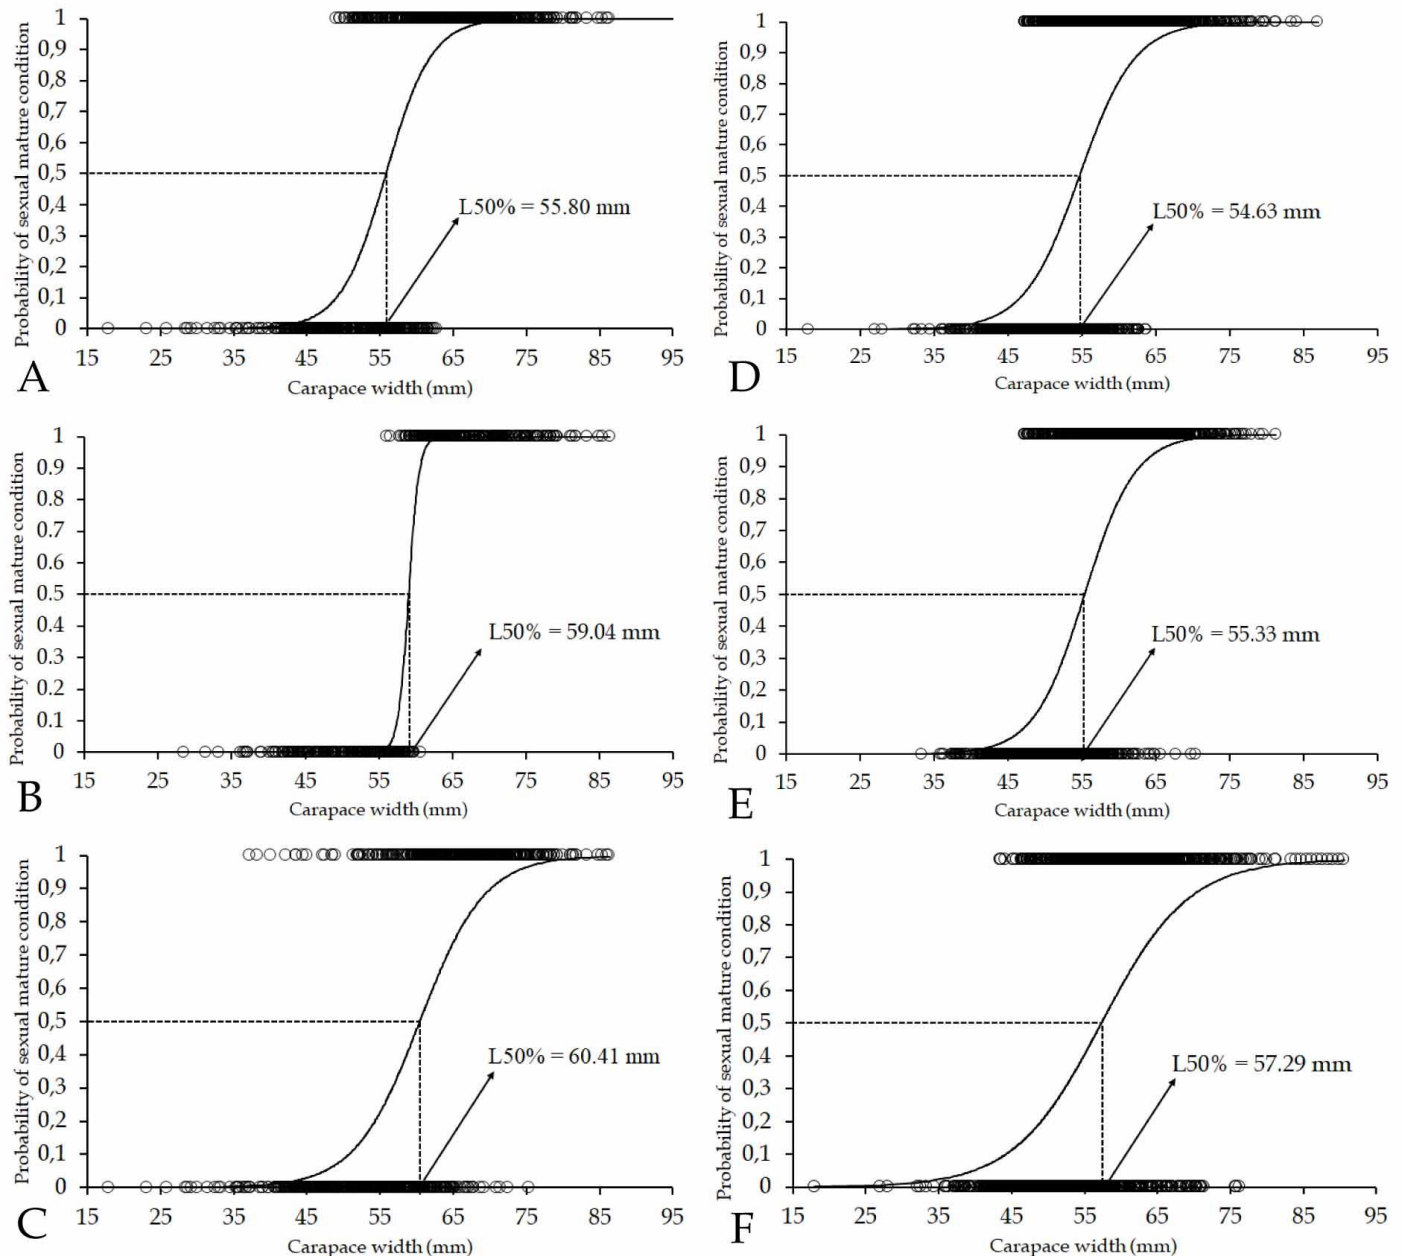 Probability of sexual mature condition
1
0,9
0,8
0,7
0,6
0,5
0,4
0,3
0,2
0,1
0
L50% = 55.80 mm
15 25 35 45 55 65 75 85 95
Carapace width (mm)
A
Probability of sexual mature condition
1
0,9
0,8
0,7
0,6
0,5
0,4
0,3
0,2
0,1
0
L50% = 54.63 mm
15 25 35 45 55 65 75 85 95
Carapace width (mm)
D
Probability of sexual mature condition
1
0,9
0,8
0,7
0,6
0,5
0,4
0,3
0,2
0,1
0
L50% = 59.04 mm
15 25 35 45 55 65 75 85 95
Carapace width (mm)
B
Probability of sexual mature condition
1
0,9
0,8
0,7
0,6
0,5
0,4
0,3
0,2
0,1
0
L50% = 55.33 mm
15 25 35 45 55 65 75 85 95
Carapace width (mm)
E
Probability of sexual mature condition
1
0,9
0,8
0,7
0,6
0,5
0,4
0,3
0,2
0,1
0
L50% = 60.41 mm
15 25 35 45 55 65 75 85 95
Carapace width (mm)
C
Probability of sexual mature condition
1
0,9
0,8
0,7
0,6
0,5
0,4
0,3
0,2
0,1
0
L50% = 57.29 mm
15 25 35 45 55 65 75 85 95
Carapace width (mm)
F